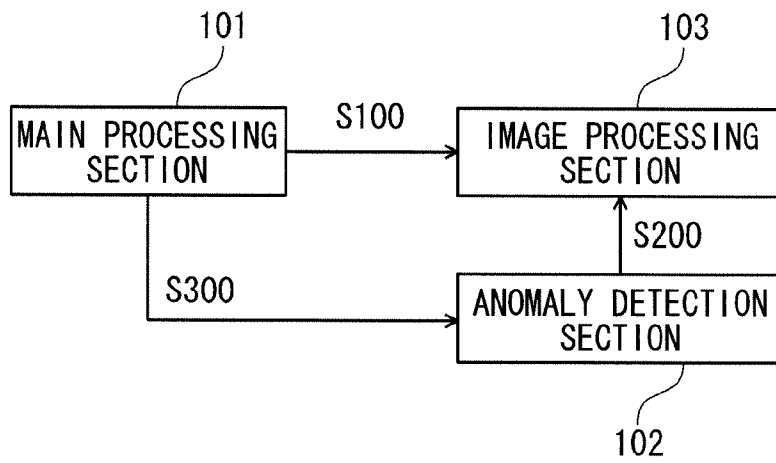 101
103
MAIN PROCESSING
SECTION
S100
IMAGE PROCESSING
SECTION
S200
S300
ANOMALY DETECTION
SECTION
102